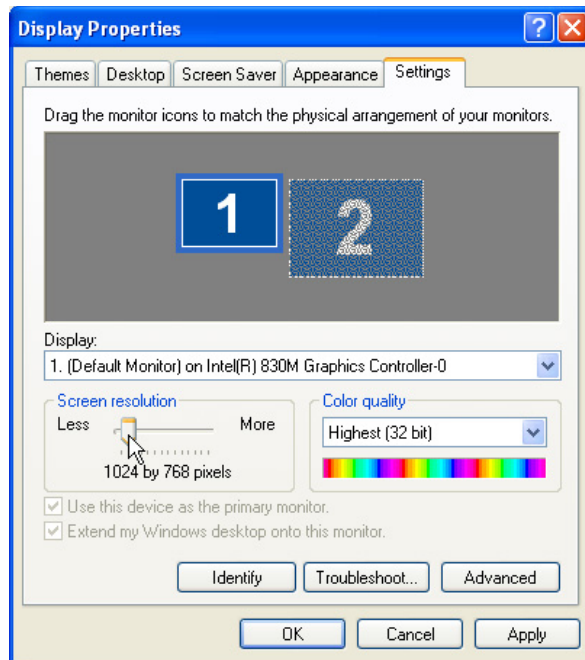 Display Properties
Themes Desktop Screen Saver Appearance Settings
Drag the monitor icons to match the physical arrangement of your monitors.
1 2
Display:
1. (Default Monitor) on Intel(R) 830M Graphics Controller-0
Screen resolution
Less More
1024 by 768 pixels
Color quality
Highest (32 bit)
Use this device as the primary monitor.
Extend my Windows desktop onto this monitor.
Identify Troubleshoot... Advanced
OK Cancel Apply